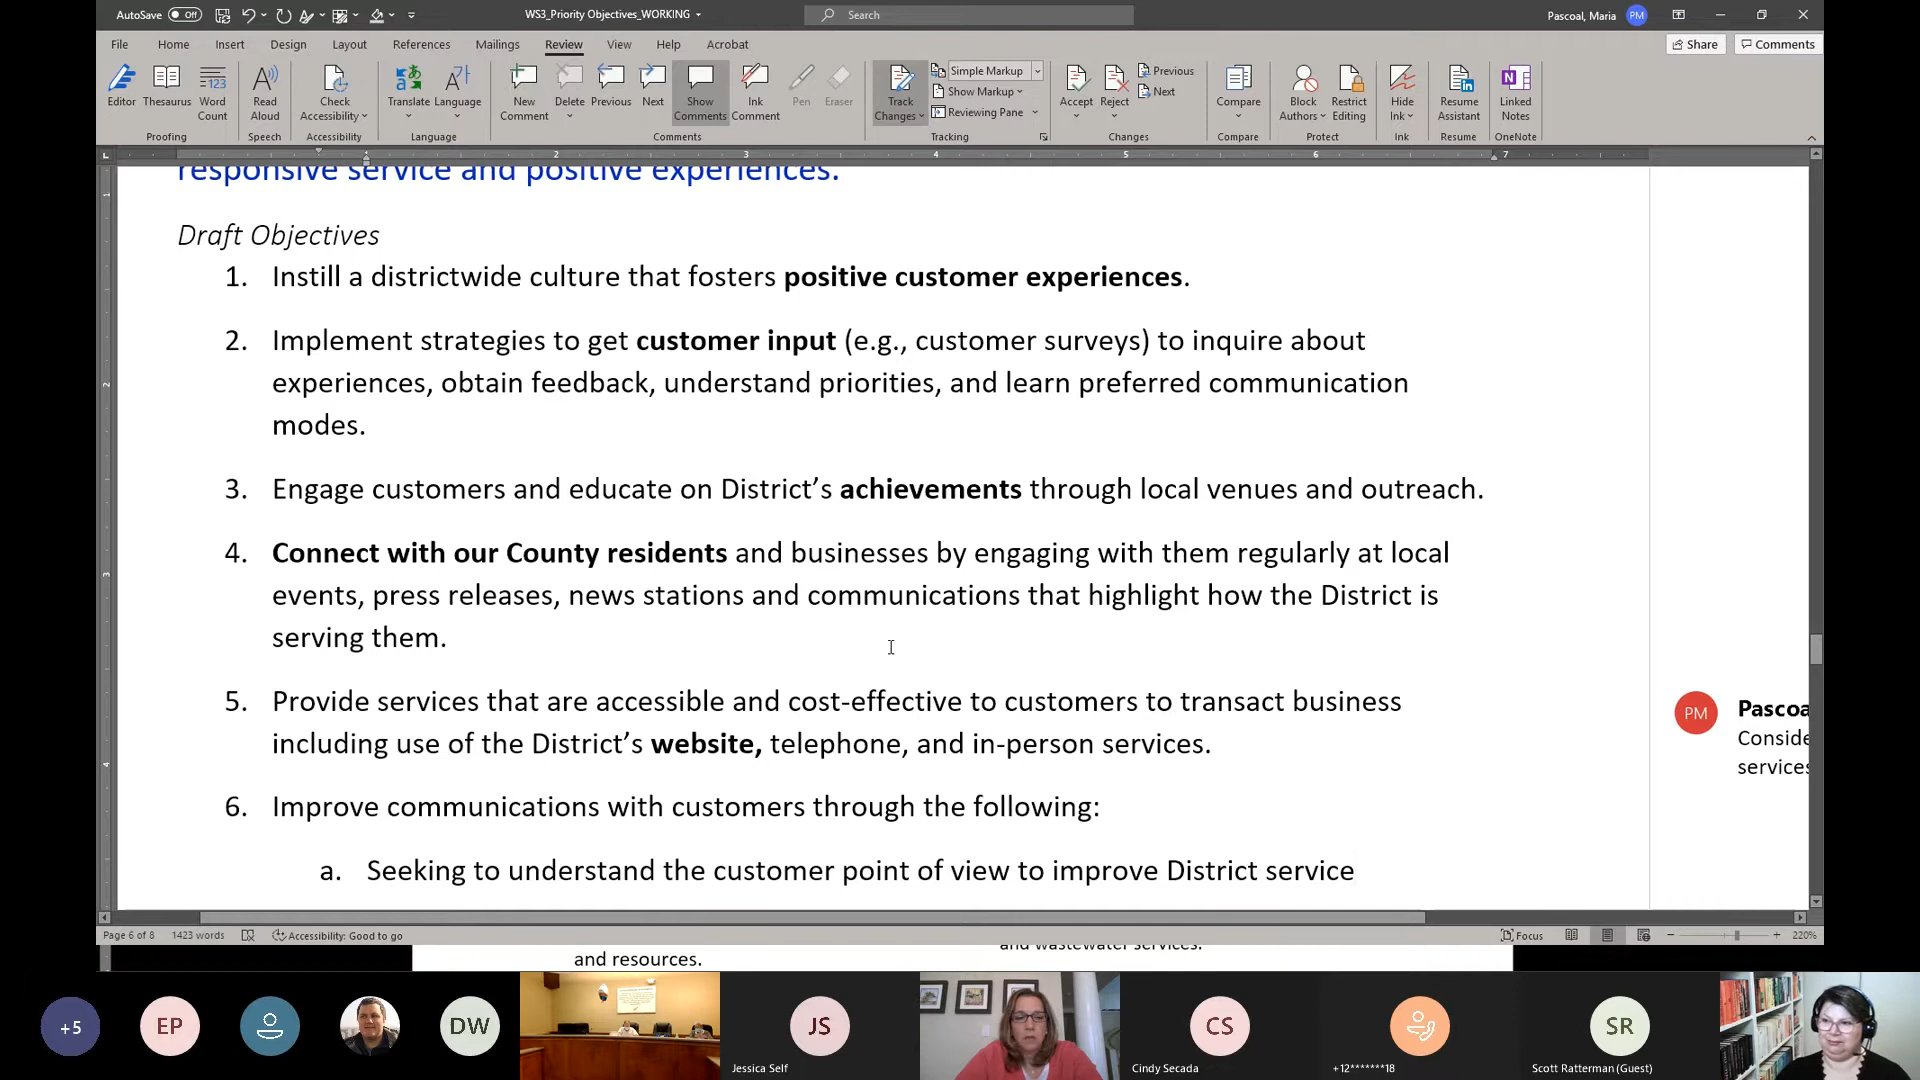 AutoSave Off
WS3_Priority Objectives_WORKING
Search
Pascoal, Maria PM
File Home Insert Design Layout References Mailings Review View Help Acrobat
Share Comments
Editor
Thesaurus
Word Count
Read Aloud
Check Accessibility
Translate
Language
New Comment
Delete
Previous
Next
Show Comments
Ink Comment
Pen
Eraser
Track Changes
Simple Markup
Show Markup
Reviewing Pane
Accept
Reject
Previous
Next
Compare
Block Authors
Restrict Editing
Hide Ink
Resume Assistant
Linked Notes
Proofing Speech Accessibility Language Comments Tracking Changes Compare Protect Ink Resume OneNote
2 3 4 5 6 7
responsive service and positive experiences.
Draft Objectives
1. Instill a districtwide culture that fosters positive customer experiences.
2. Implement strategies to get customer input (e.g., customer surveys) to inquire about
experiences, obtain feedback, understand priorities, and learn preferred communication
modes.
3. Engage customers and educate on District’s achievements through local venues and outreach.
4. Connect with our County residents and businesses by engaging with them regularly at local
events, press releases, news stations and communications that highlight how the District is
serving them.
5. Provide services that are accessible and cost-effective to customers to transact business
including use of the District’s website, telephone, and in-person services.
6. Improve communications with customers through the following:
a. Seeking to understand the customer point of view to improve District service
PM
Pascoa
Conside
services
Page 6 of 8 1423 words Accessibility: Good to go Focus 220%
and wastewater services.
and resources.
+5 EP DW JS CS SR
Jessica Self
Cindy Secada
+12*******18
Scott Ratterman (Guest)